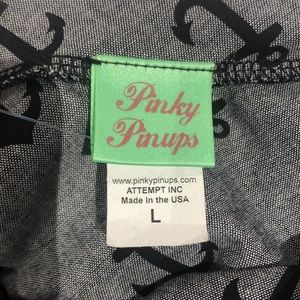 Pinky
Pinups
www.pinkypinups.com
ATTEMPT INC
Made in the USA
L